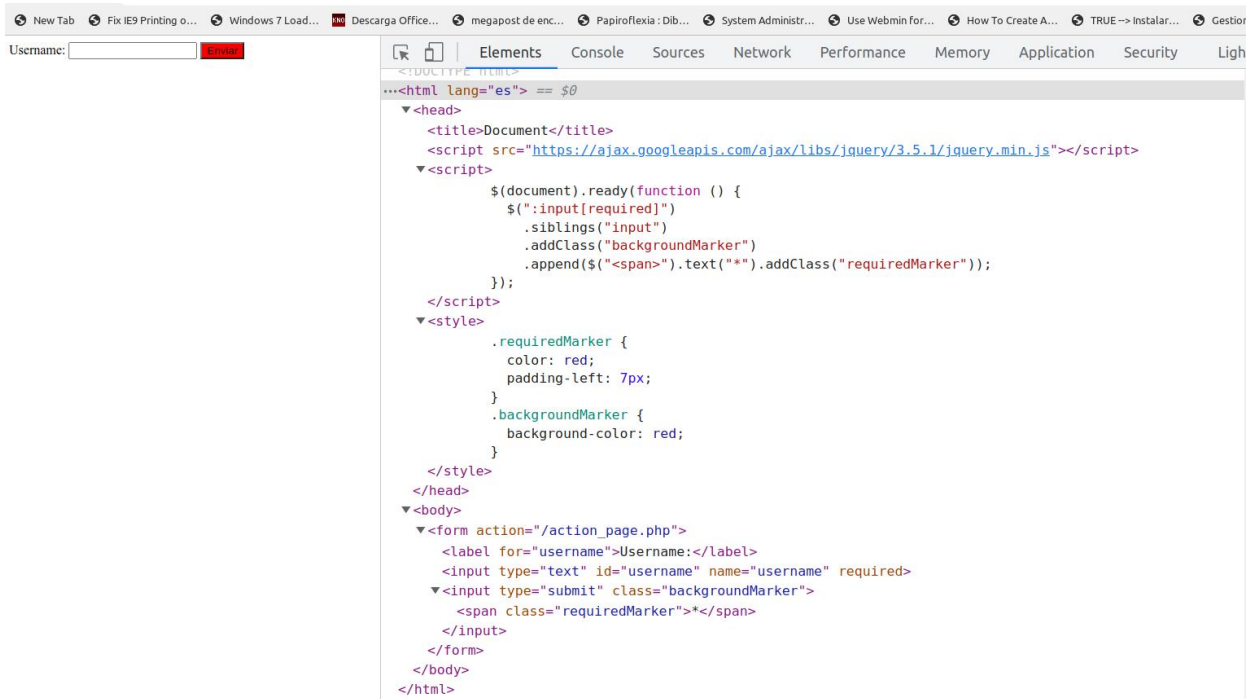 New Tab Fix IE9 Printing o... Windows 7 Load... KNO Descarga Office... megapost de enc... Papiroflexia : Dib... System Administr... Use Webmin for... How To Create A... TRUE --> Instalar... Gestion
Username: Enviar
Elements Console Sources Network Performance Memory Application Security Ligh
<!DOCTYPE html>
...<html lang="es"> == $0
▼<head>
<title>Document</title>
<script src="https://ajax.googleapis.com/ajax/libs/jquery/3.5.1/jquery.min.js"></script>
▼<script>
$(document).ready(function () {
$(":input[required]")
.siblings("input")
.addClass("backgroundMarker")
.append($("<span>").text("*").addClass("requiredMarker"));
});
</script>
▼<style>
.requiredMarker {
color: red;
padding-left: 7px;
}
.backgroundMarker {
background-color: red;
}
</style>
</head>
▼<body>
▼<form action="/action_page.php">
<label for="username">Username:</label>
<input type="text" id="username" name="username" required>
▼<input type="submit" class="backgroundMarker">
<span class="requiredMarker">*</span>
</input>
</form>
</body>
</html>